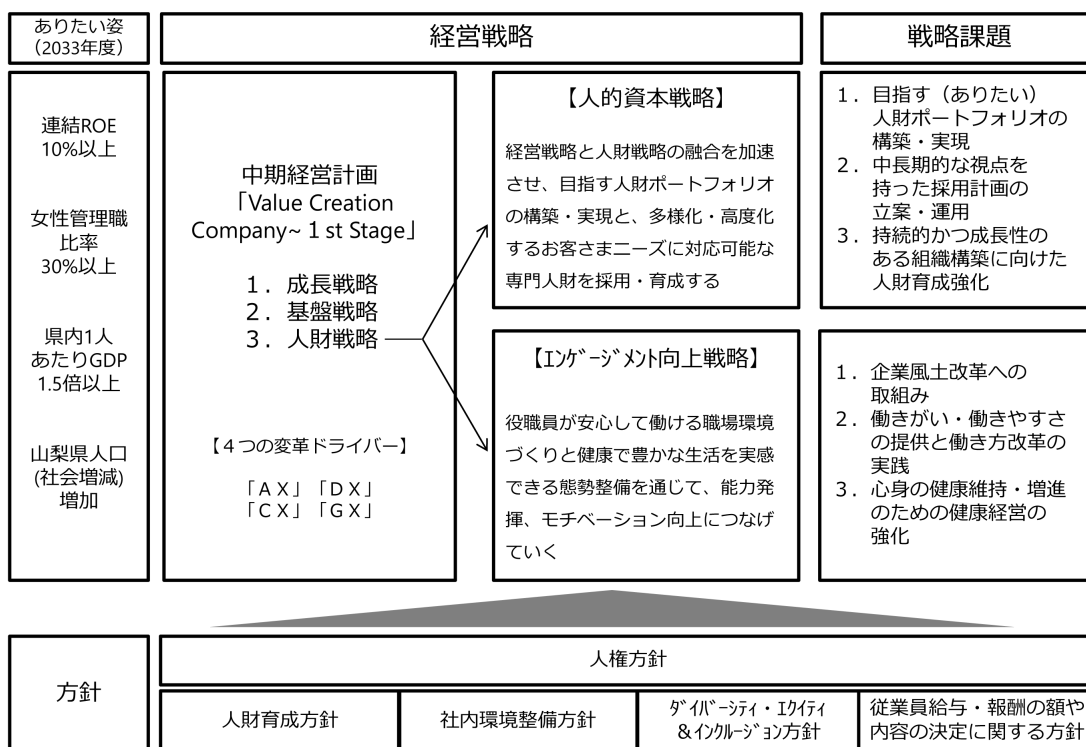 ありたい姿
（2033年度）
経営戦略
戦略課題
連結ROE
10%以上
女性管理職
比率
30%以上
県内1人
あたりGDP
1.5倍以上
山梨県人口
(社会増減)
増加
中期経営計画
「Value Creation
Company~１st Stage」
１．成長戦略
２．基盤戦略
３．人財戦略
【４つの変革ドライバー】
「ＡＸ」「ＤＸ」
「ＣＸ」「ＧＸ」
【人的資本戦略】
経営戦略と人財戦略の融合を加速
させ、目指す人財ポートフォリオ
の構築・実現と、多様化・高度化
するお客さまニーズに対応可能な
専門人財を採用・育成する
【ｴﾝｹﾞｰｼﾞﾒﾝﾄ向上戦略】
役職員が安心して働ける職場環境
づくりと健康で豊かな生活を実感
できる態勢整備を通じて、能力発
揮、モチベーション向上につなげ
ていく
１．目指す（ありたい）
人財ポートフォリオの
構築・実現
２．中長期的な視点を
持った採用計画の
立案・運用
３．持続的かつ成長性の
ある組織構築に向けた
人財育成強化
１．企業風土改革への
取組み
２．働きがい・働きやすさ
の提供と働き方改革の
実践
３．心身の健康維持・増進
のための健康経営の
強化
方針
人権方針
人財育成方針
社内環境整備方針
ﾀﾞｲﾊﾞｰｼﾃｨ・ｴｸｲﾃｨ
＆ｲﾝｸﾙｰｼﾞｮﾝ方針
従業員給与・報酬の額や
内容の決定に関する方針